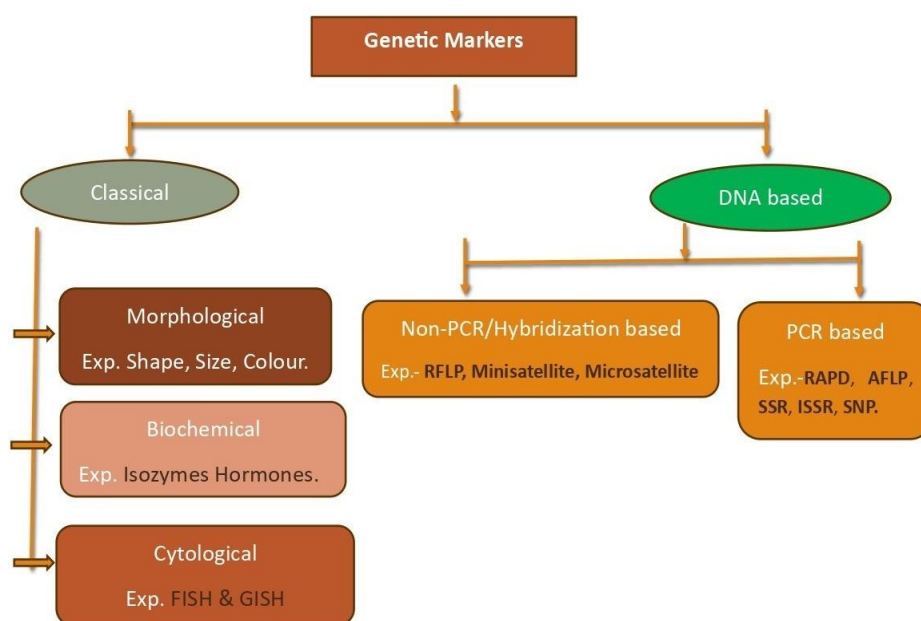 Genetic Markers
Classical
DNA based
Morphological
Exp. Shape, Size, Colour.
Biochemical
Exp. Isozymes Hormones.
Cytological
Exp. FISH & GISH
Non-PCR/Hybridization based
Exp.- RFLP, Minisatellite, Microsatellite
PCR based
Exp.-RAPD, AFLP,
SSR, ISSR, SNP.